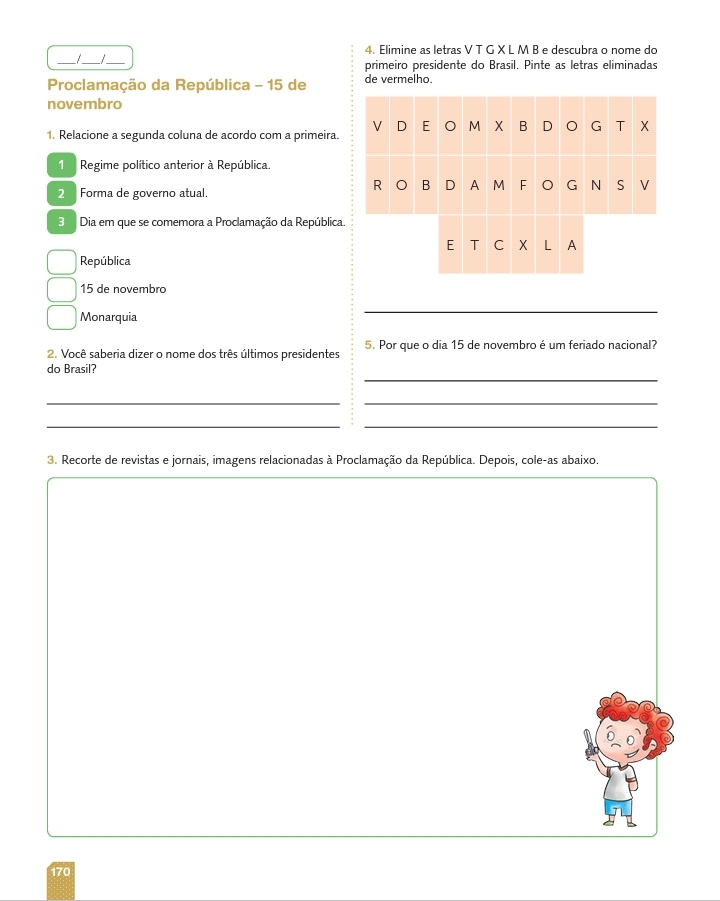 ___/___/___
Proclamação da República – 15 de
novembro
1. Relacione a segunda coluna de acordo com a primeira.
1 Regime político anterior à República.
2 Forma de governo atual.
3 Dia em que se comemora a Proclamação da República.
República
15 de novembro
Monarquia
2. Você saberia dizer o nome dos três últimos presidentes
do Brasil?
4. Elimine as letras V T G X L M B e descubra o nome do
primeiro presidente do Brasil. Pinte as letras eliminadas
de vermelho.
V D E O M X B D O G T X
R O B D A M F O G N S V
E T C X L A
5. Por que o dia 15 de novembro é um feriado nacional?
3. Recorte de revistas e jornais, imagens relacionadas à Proclamação da República. Depois, cole-as abaixo.
170